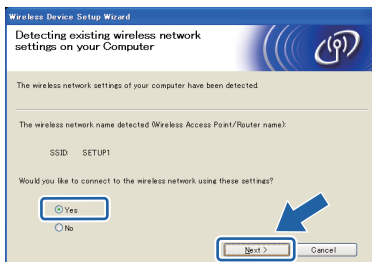 Wireless Device Setup Wizard
Detecting existing wireless network
settings on your Computer
The wireless network settings of your computer have been detected.
The wireless network name detected (Wireless Access Point/Router name):
SSID: SETUP1
Would you like to connect to the wireless network using these settings?
Yes
No
Next >
Cancel